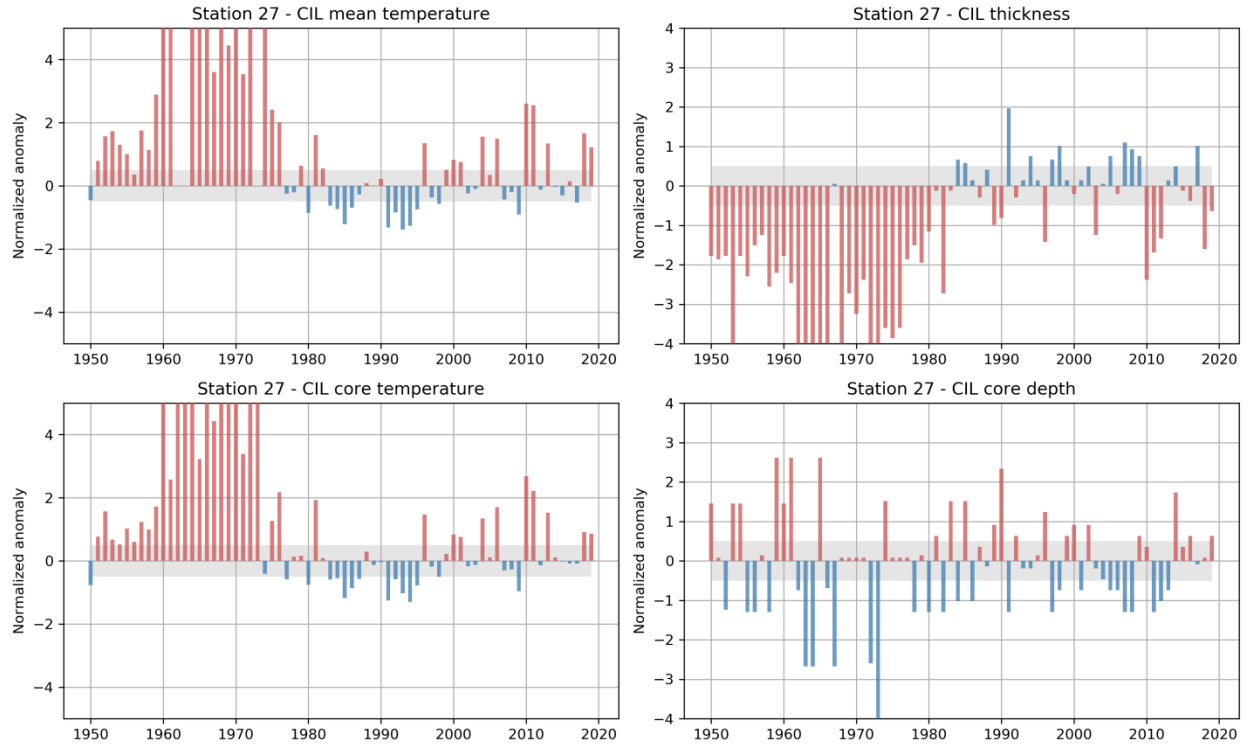 Station 27 - CIL mean temperature
Normalized anomaly
4
2
0
−2
−4
1950 1960 1970 1980 1990 2000 2010 2020
Station 27 - CIL thickness
Normalized anomaly
4
3
2
1
0
−1
−2
−3
−4
1950 1960 1970 1980 1990 2000 2010 2020
Station 27 - CIL core temperature
Normalized anomaly
4
2
0
−2
−4
1950 1960 1970 1980 1990 2000 2010 2020
Station 27 - CIL core depth
Normalized anomaly
4
3
2
1
0
−1
−2
−3
−4
1950 1960 1970 1980 1990 2000 2010 2020